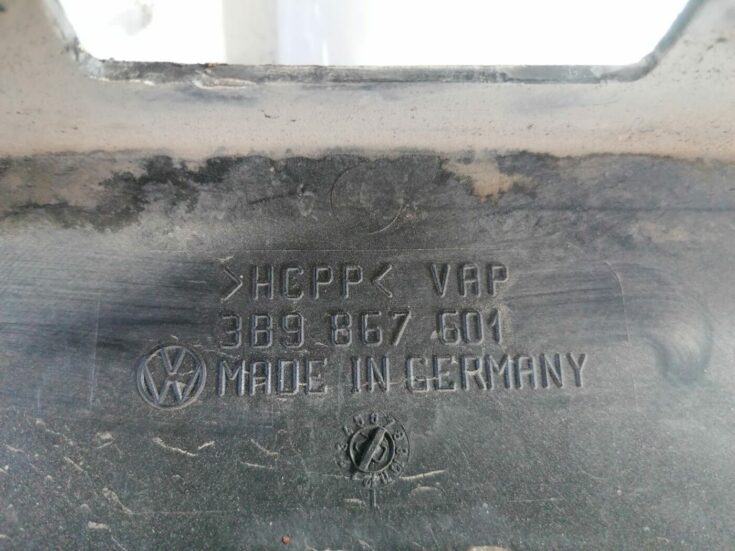 >HCPP< VAP
3B9 867 601
MADE IN GERMANY